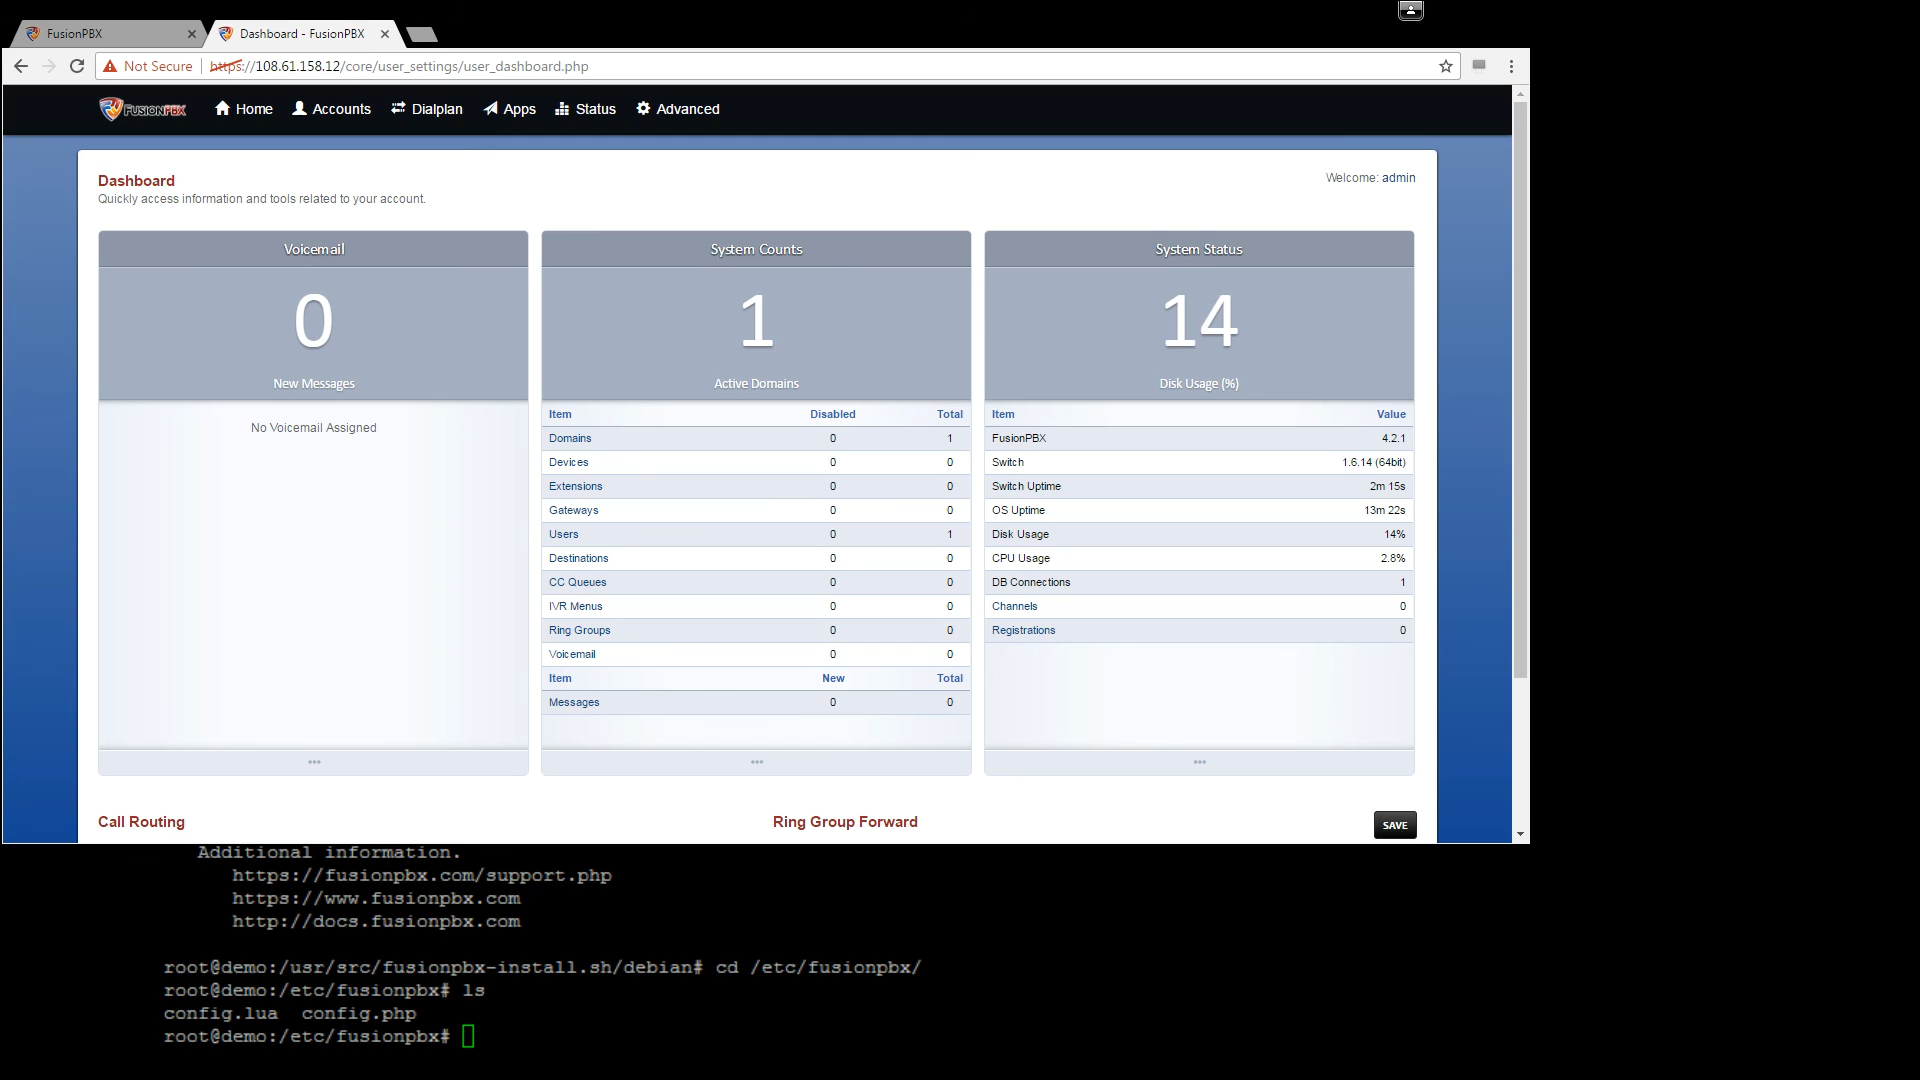 FusionPBX
Dashboard - FusionPBX
Not Secure https://108.61.158.12/core/user_settings/user_dashboard.php
FUSIONPBX Home Accounts Dialplan Apps Status Advanced
Dashboard
Welcome: admin
Quickly access information and tools related to your account.
Voicemail
0
New Messages
No Voicemail Assigned
System Counts
1
Active Domains
Item Disabled Total
Domains 0 1
Devices 0 0
Extensions 0 0
Gateways 0 0
Users 0 1
Destinations 0 0
CC Queues 0 0
IVR Menus 0 0
Ring Groups 0 0
Voicemail 0 0
Item New Total
Messages 0 0
System Status
14
Disk Usage (%)
Item Value
FusionPBX 4.2.1
Switch 1.6.14 (64bit)
Switch Uptime 2m 15s
OS Uptime 13m 22s
Disk Usage 14%
CPU Usage 2.8%
DB Connections 1
Channels 0
Registrations 0
Call Routing
Ring Group Forward
SAVE
Additional information.
https://fusionpbx.com/support.php
https://www.fusionpbx.com
http://docs.fusionpbx.com
root@demo:/usr/src/fusionpbx-install.sh/debian# cd /etc/fusionpbx/
root@demo:/etc/fusionpbx# ls
config.lua config.php
root@demo:/etc/fusionpbx#